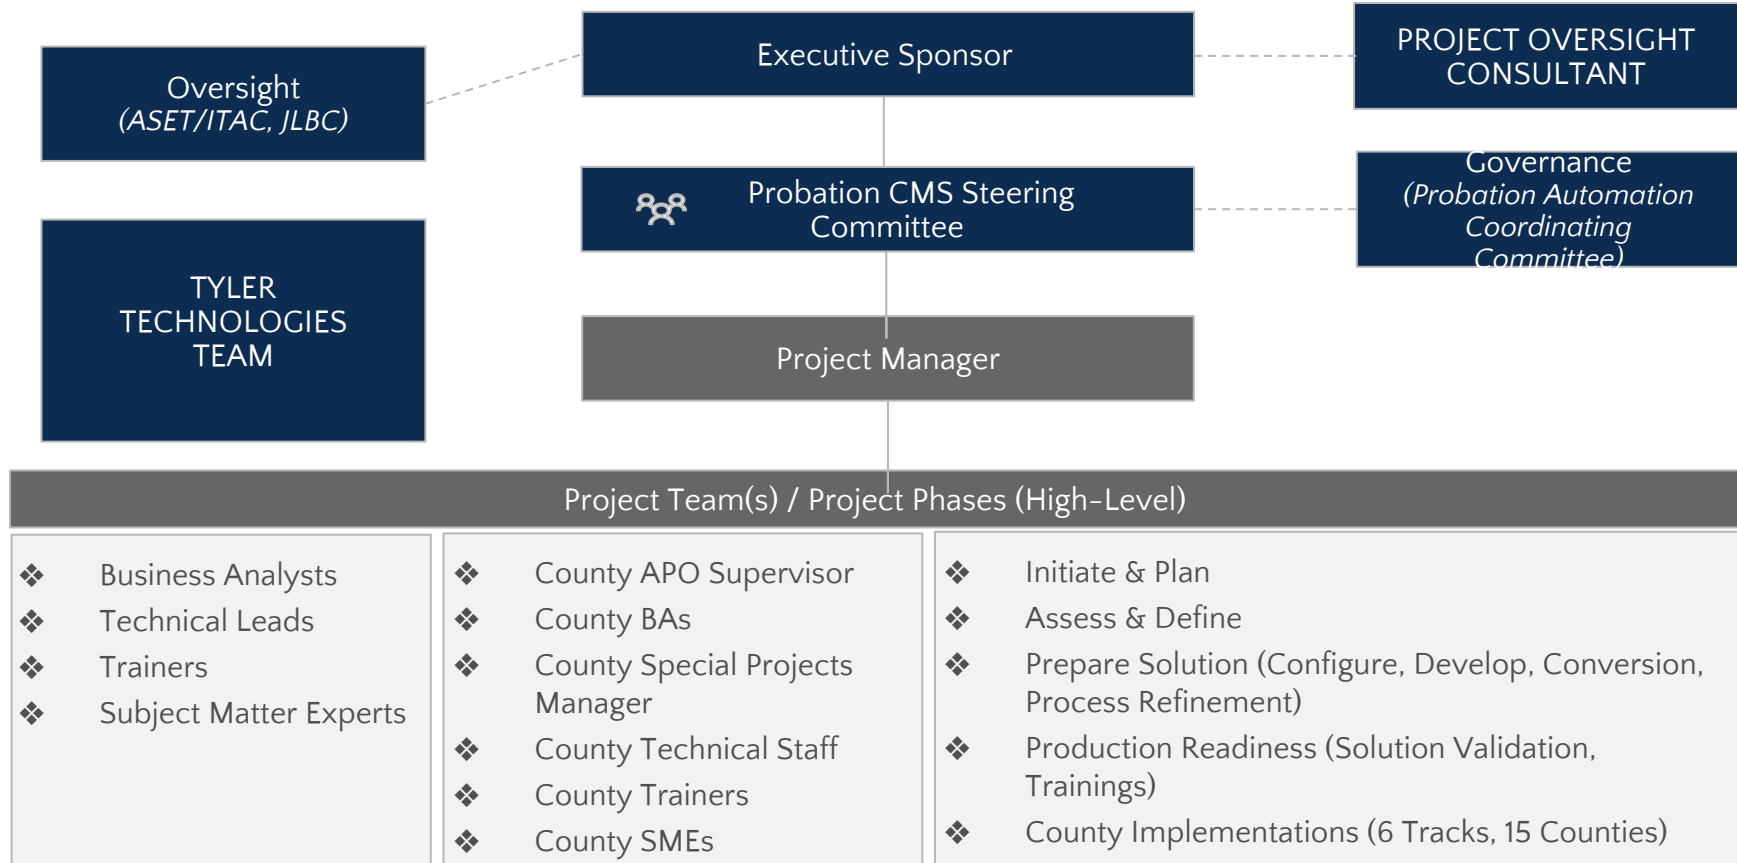 Executive Sponsor
PROJECT OVERSIGHT
CONSULTANT
Oversight
(ASET/ITAC, JLBC)
Probation CMS Steering
Committee
Governance
(Probation Automation
Coordinating
Committee)
TYLER
TECHNOLOGIES
TEAM
Project Manager
Project Team(s) / Project Phases (High-Level)
❖ Business Analysts
❖ Technical Leads
❖ Trainers
❖ Subject Matter Experts
❖ County APO Supervisor
❖ County BAs
❖ County Special Projects
Manager
❖ County Technical Staff
❖ County Trainers
❖ County SMEs
❖ Initiate & Plan
❖ Assess & Define
❖ Prepare Solution (Configure, Develop, Conversion,
Process Refinement)
❖ Production Readiness (Solution Validation,
Trainings)
❖ County Implementations (6 Tracks, 15 Counties)